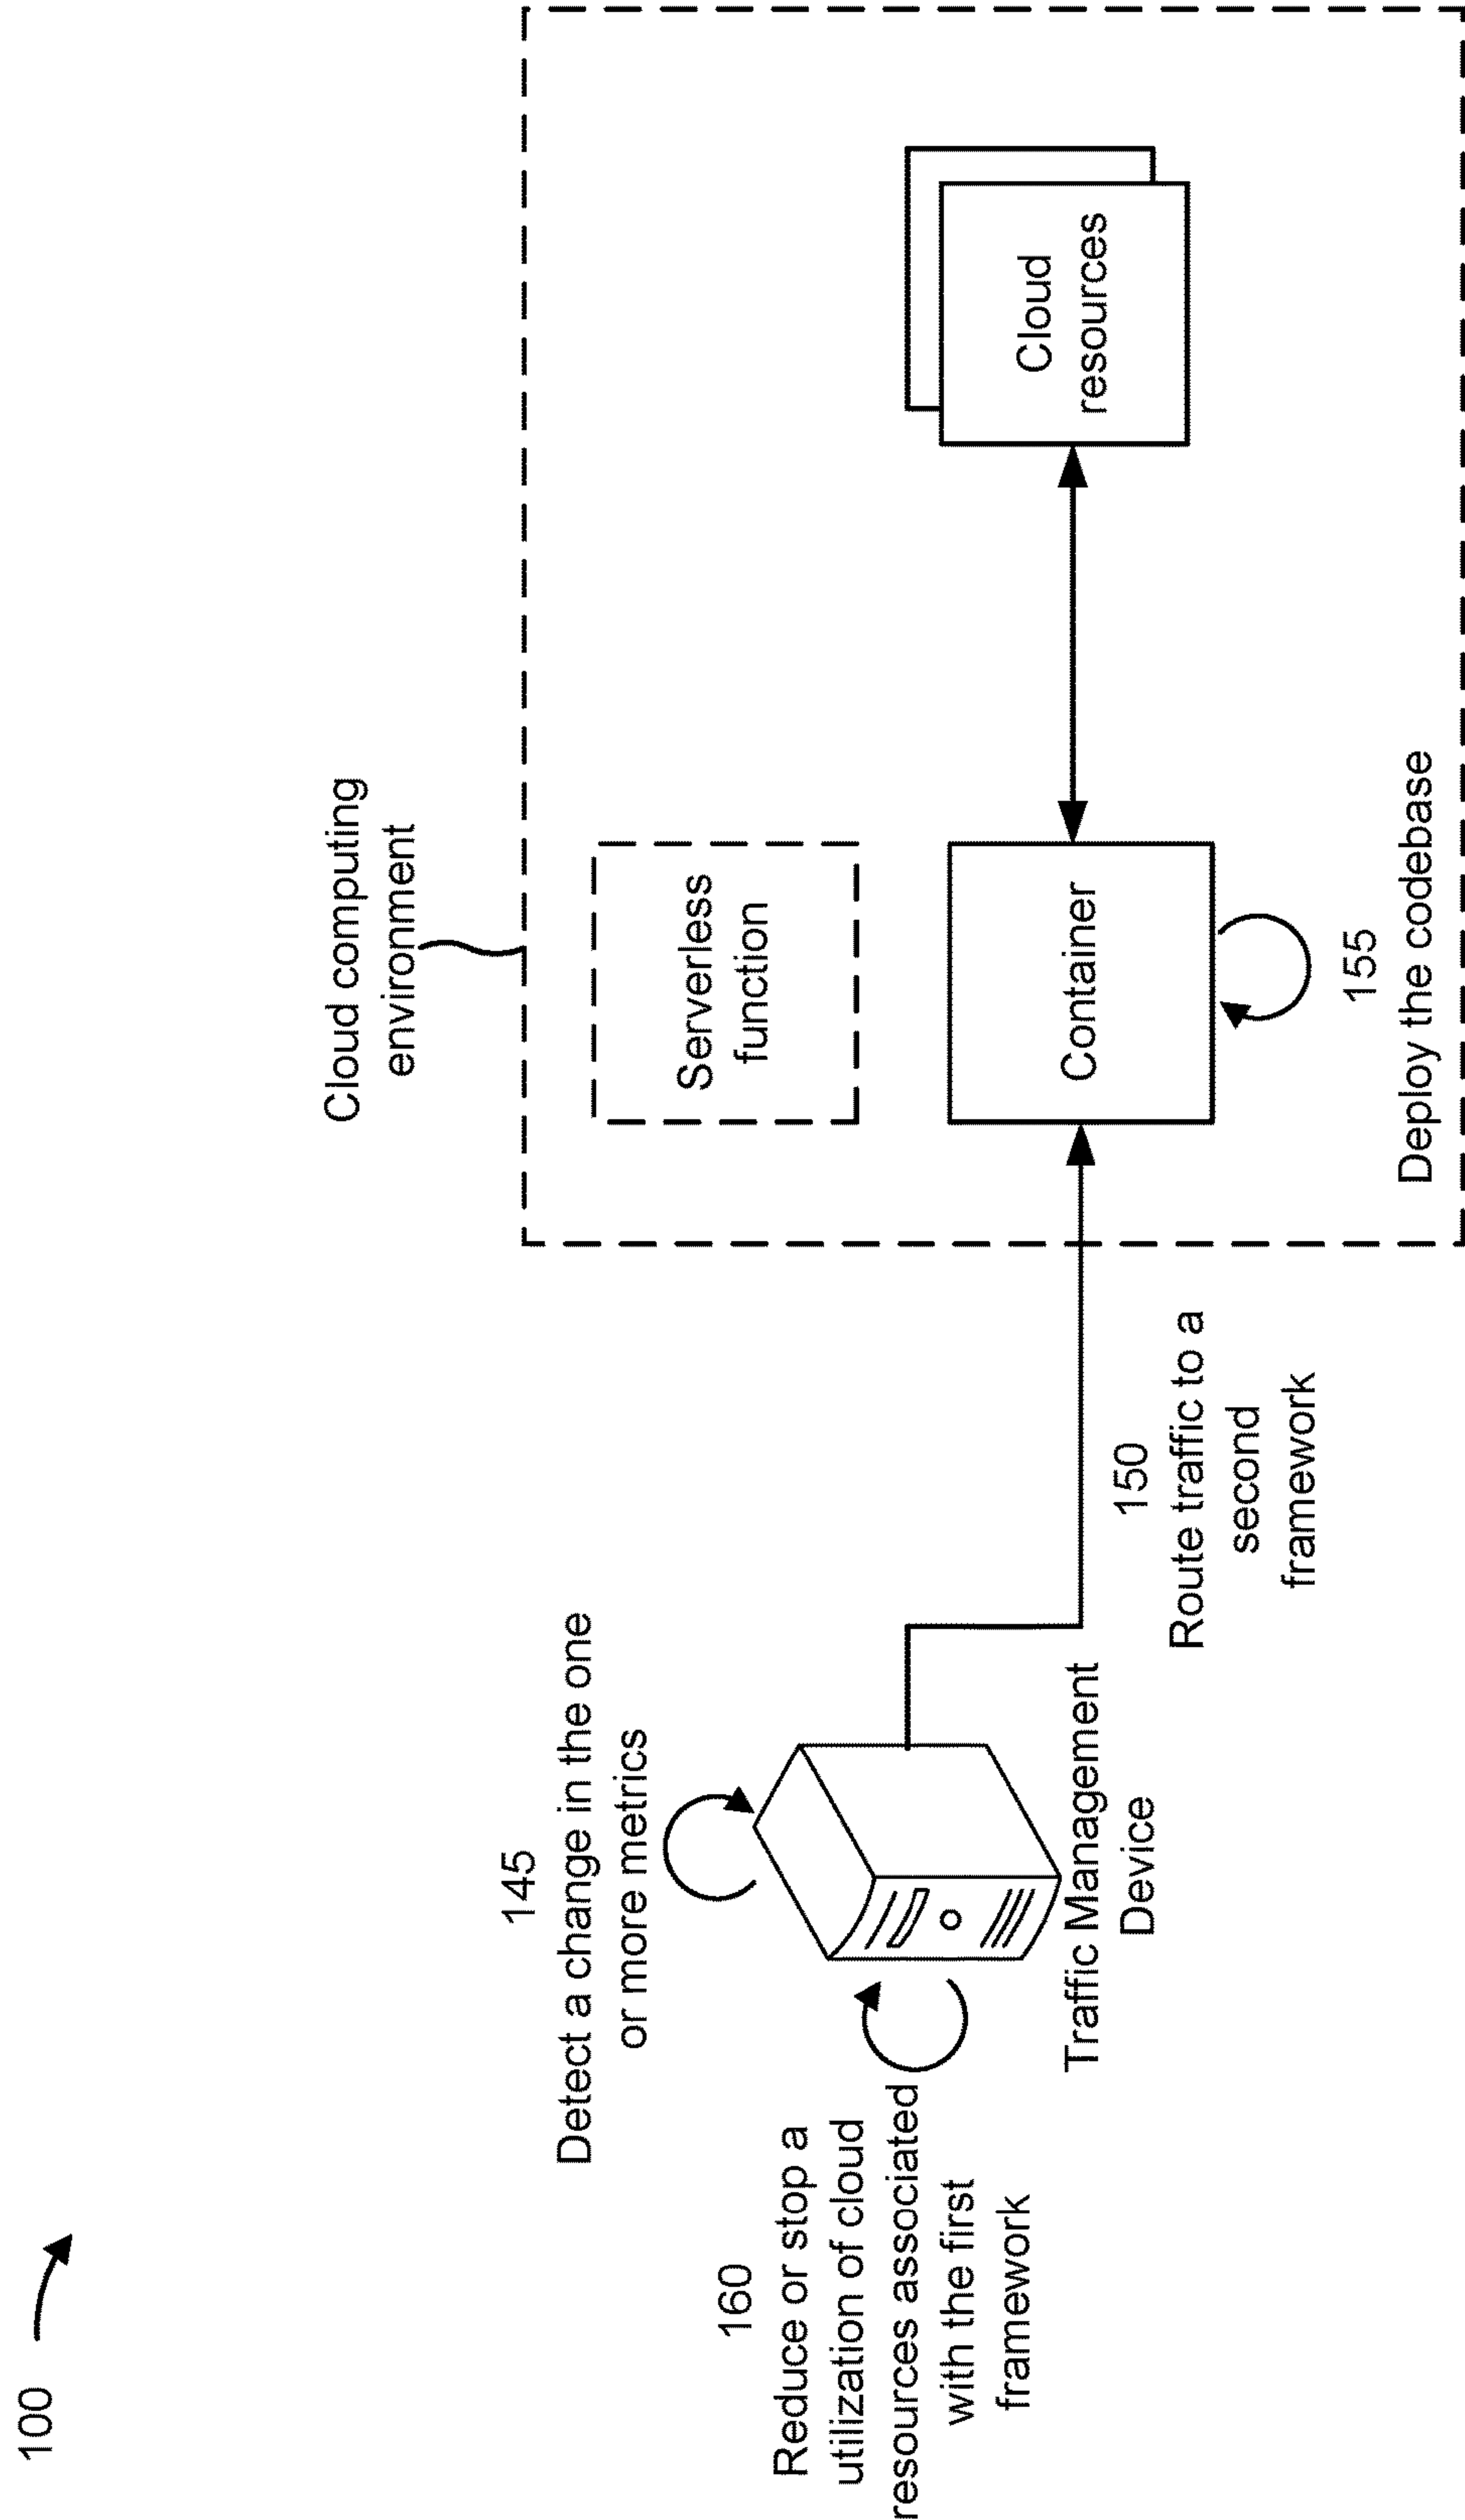 100
Cloud computing
environment
145
Detect a change in the one
or more metrics
Serverless
function
160
Reduce or stop a
utilization of cloud
resources associated
with the first
framework
Traffic Management
Device
150
Route traffic to a
second
framework
Container
Cloud
resources
155
Deploy the codebase